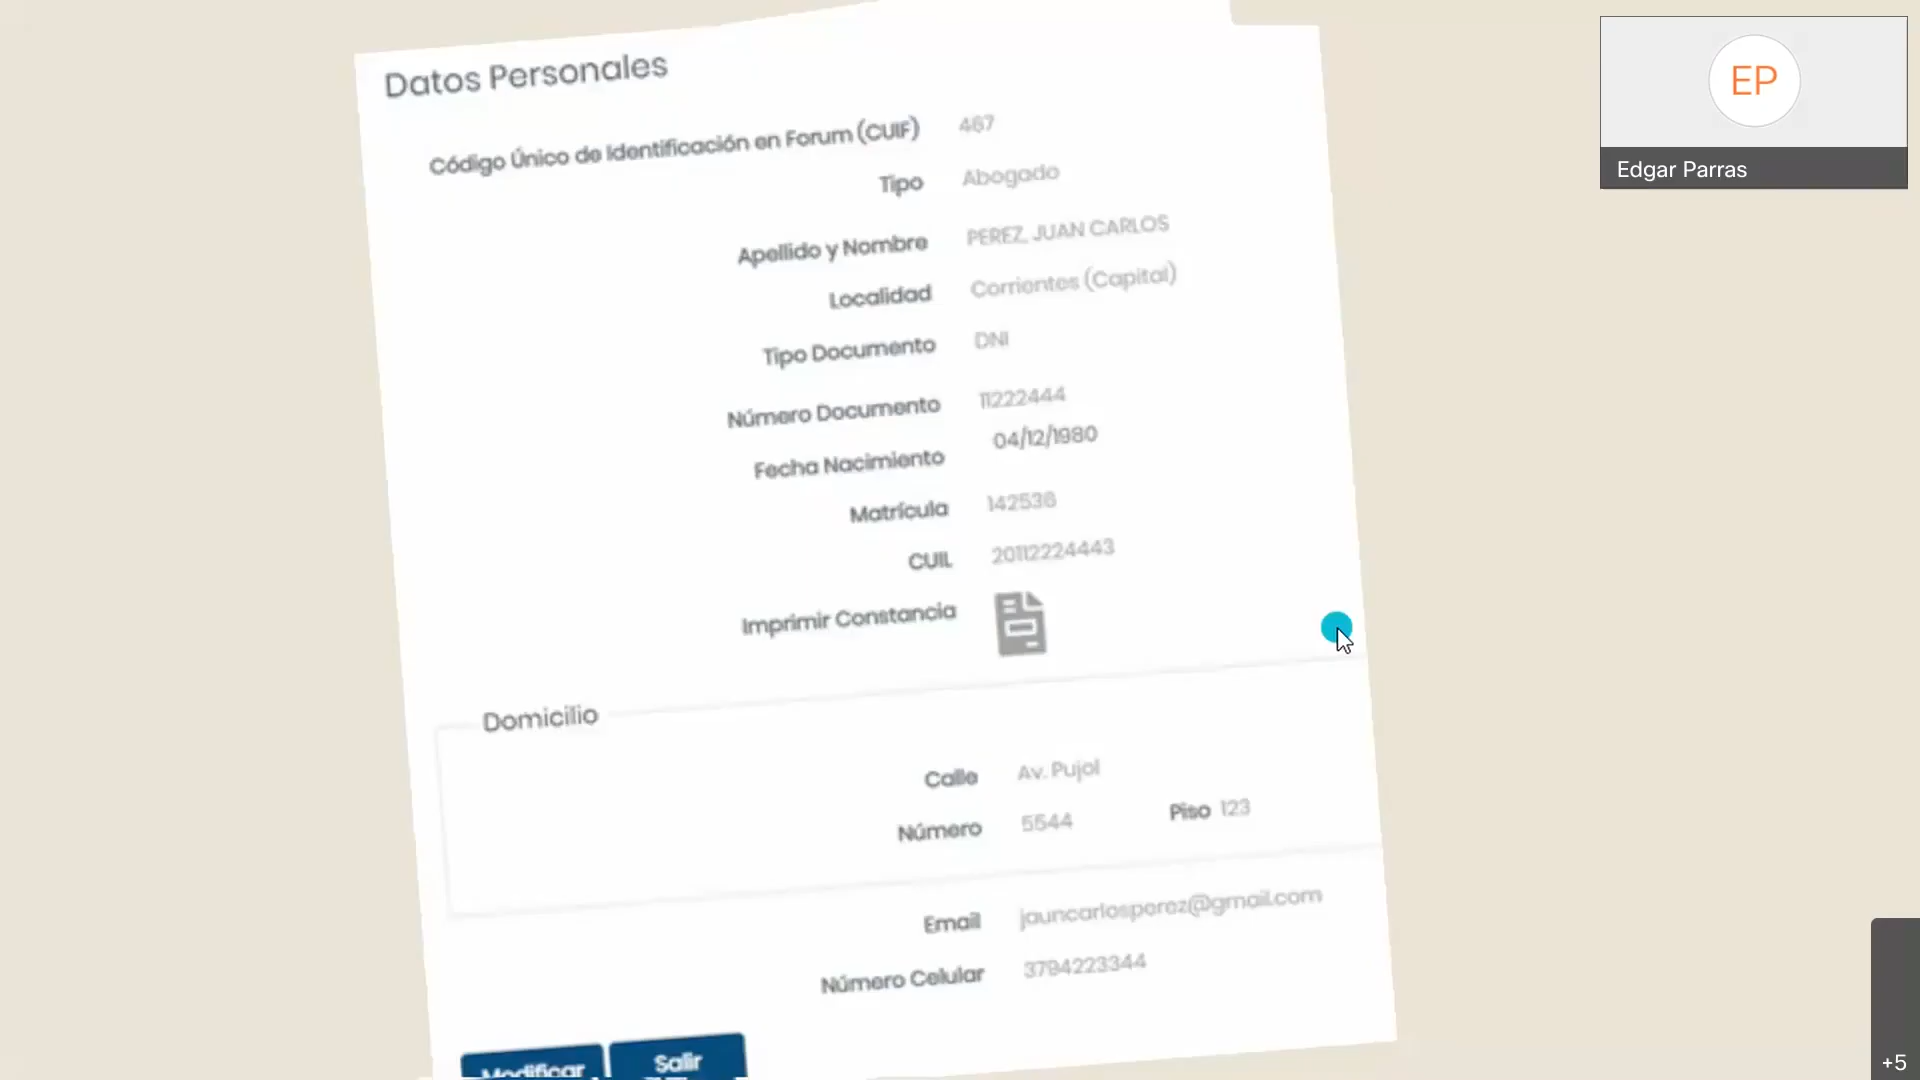 Datos Personales
Código Único de Identificación en Forum (CUIF) 467
Tipo Abogado
Apellido y Nombre PEREZ, JUAN CARLOS
Localidad Corrientes (Capital)
Tipo Documento DNI
Número Documento 11222444
Fecha Nacimiento 04/12/1980
Matrícula 142536
CUIL 20112224443
Imprimir Constancia
Domicilio
Calle Av. Pujol
Número 5544 Piso 123
Email jauncarlosperez@gmail.com
Número Celular 3794223344
Modificar Salir
EP
Edgar Parras
+5